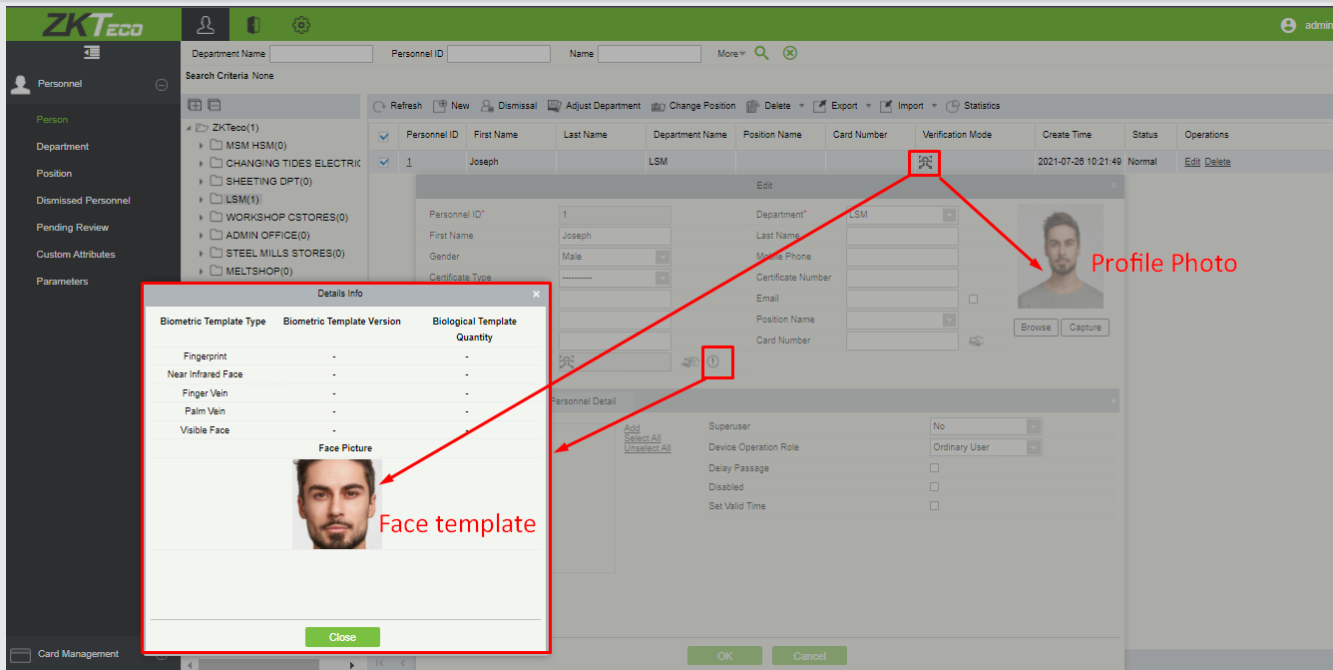 ZKTECO
admin
Department Name Personnel ID Name More
Search Criteria None
Personnel
Person
Department
Position
Dismissed Personnel
Pending Review
Custom Attributes
Parameters
Card Management
ZKTeco(1)
MSM HSM(0)
CHANGING TIDES ELECTRIC
SHEETING DPT(0)
LSM(1)
WORKSHOP CSTORES(0)
ADMIN OFFICE(0)
STEEL MILLS STORES(0)
MELTSHOP(0)
Refresh New Dismissal Adjust Department Change Position Delete Export Import Statistics
Personnel ID First Name Last Name Department Name Position Name Card Number Verification Mode Create Time Status Operations
1 Joseph LSM 2021-07-26 10:21:49 Normal Edit Delete
Edit
Personnel ID* 1 Department* LSM
First Name Joseph Last Name
Gender Male Mobile Phone
Certificate Type ---------- Certificate Number
Email
Position Name
Card Number
Browse Capture
Profile Photo
Personnel Detail
Add
Select All
Unselect All
Superuser No
Device Operation Role Ordinary User
Delay Passage
Disabled
Set Valid Time
OK Cancel
Details Info
Biometric Template Type Biometric Template Version Biological Template
Quantity
Fingerprint - -
Near Infrared Face - -
Finger Vein - -
Palm Vein - -
Visible Face - -
Face Picture
Face template
Close